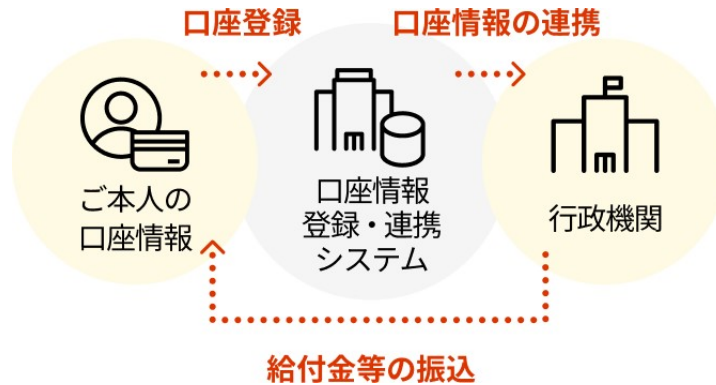 口座登録
口座情報の連携
ご本人の
口座情報
口座情報
登録・連携
システム
行政機関
給付金等の振込